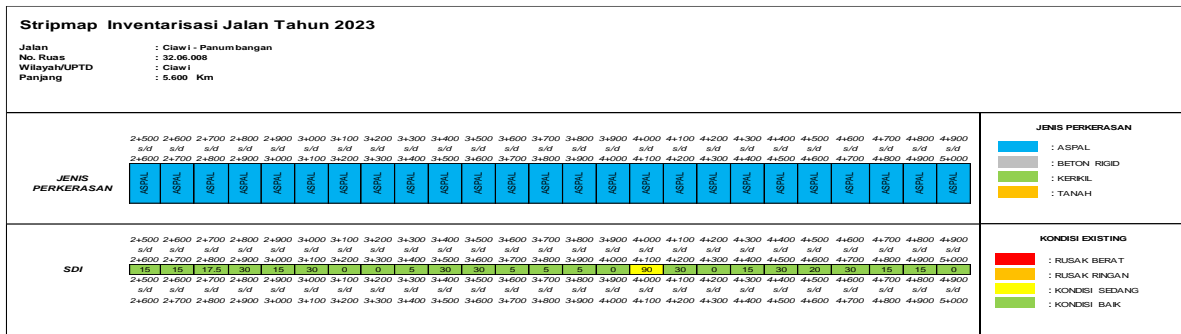 Stripmap Inventarisasi Jalan Tahun 2023
Jalan : Ciawi - Panumbangan
No. Ruas : 32.06.008
Wilayah/UPTD : Ciawi
Panjang : 5.600 Km
JENIS PERKERASAN
2+500 2+600 2+700 2+800 2+900 3+000 3+100 3+200 3+300 3+400 3+500 3+600 3+700 3+800 3+900 4+000 4+100 4+200 4+300 4+400 4+500 4+600 4+700 4+800 4+900
s/d s/d s/d s/d s/d s/d s/d s/d s/d s/d s/d s/d s/d s/d s/d s/d s/d s/d s/d s/d s/d s/d s/d s/d s/d
2+600 2+700 2+800 2+900 3+000 3+100 3+200 3+300 3+400 3+500 3+600 3+700 3+800 3+900 4+000 4+100 4+200 4+300 4+400 4+500 4+600 4+700 4+800 4+900 5+000
JENIS PERKERASAN
ASPAL ASPAL ASPAL ASPAL ASPAL ASPAL ASPAL ASPAL ASPAL ASPAL ASPAL ASPAL ASPAL ASPAL ASPAL ASPAL ASPAL ASPAL ASPAL ASPAL ASPAL ASPAL ASPAL ASPAL ASPAL
: ASPAL
: BETON RIGID
: KERIKIL
: TANAH
2+500 2+600 2+700 2+800 2+900 3+000 3+100 3+200 3+300 3+400 3+500 3+600 3+700 3+800 3+900 4+000 4+100 4+200 4+300 4+400 4+500 4+600 4+700 4+800 4+900
s/d s/d s/d s/d s/d s/d s/d s/d s/d s/d s/d s/d s/d s/d s/d s/d s/d s/d s/d s/d s/d s/d s/d s/d s/d
2+600 2+700 2+800 2+900 3+000 3+100 3+200 3+300 3+400 3+500 3+600 3+700 3+800 3+900 4+000 4+100 4+200 4+300 4+400 4+500 4+600 4+700 4+800 4+900 5+000
SDI 15 15 17.5 30 15 30 0 0 5 30 30 5 5 5 0 90 30 0 15 30 20 30 15 15 0
2+500 2+600 2+700 2+800 2+900 3+000 3+100 3+200 3+300 3+400 3+500 3+600 3+700 3+800 3+900 4+000 4+100 4+200 4+300 4+400 4+500 4+600 4+700 4+800 4+900
s/d s/d s/d s/d s/d s/d s/d s/d s/d s/d s/d s/d s/d s/d s/d s/d s/d s/d s/d s/d s/d s/d s/d s/d s/d
2+600 2+700 2+800 2+900 3+000 3+100 3+200 3+300 3+400 3+500 3+600 3+700 3+800 3+900 4+000 4+100 4+200 4+300 4+400 4+500 4+600 4+700 4+800 4+900 5+000
KONDISI EXISTING
: RUSAK BERAT
: RUSAK RINGAN
: KONDISI SEDANG
: KONDISI BAIK